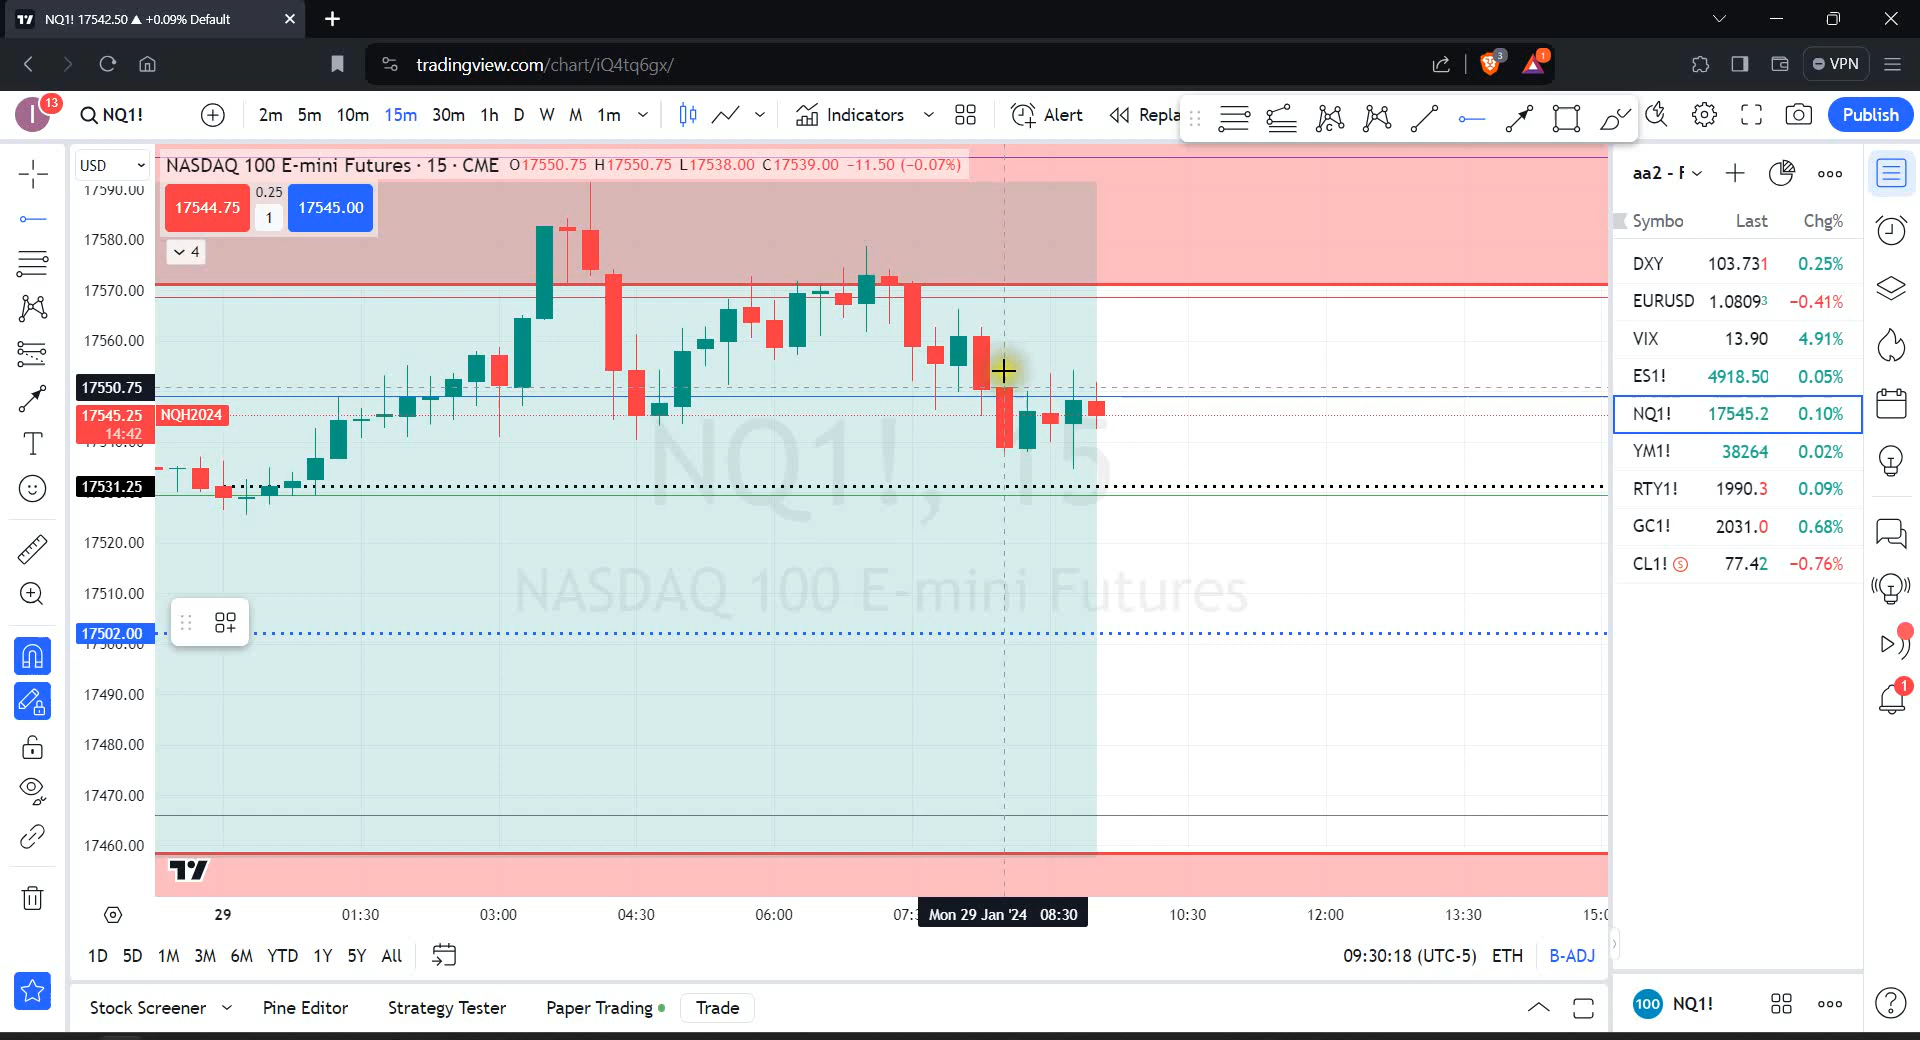 NQ1! 17542.50 ▲ +0.09% Default
tradingview.com/chart/iQ4tq6gx/
3
1
VPN
I
13
NQ1!
2m 5m 10m 15m 30m 1h D W M 1m
Indicators
Alert
Repla
Publish
USD
NASDAQ 100 E-mini Futures · 15 · CME O17550.75 H17550.75 L17538.00 C17539.00 −11.50 (−0.07%)
17544.75
0.25
1
17545.00
4
17590.00
17580.00
17570.00
17560.00
17550.75
17545.25
14:42
NQH2024
17531.25
17520.00
17510.00
17502.00
17500.00
17490.00
17480.00
17470.00
17460.00
NQ1!, 15
NASDAQ 100 E-mini Futures
29 01:30 03:00 04:30 06:00 07:3 Mon 29 Jan '24 08:30 10:30 12:00 13:30 15:0
1D 5D 1M 3M 6M YTD 1Y 5Y All
09:30:18 (UTC-5) ETH B-ADJ
Stock Screener Pine Editor Strategy Tester Paper Trading Trade
aa2 - F
Symbo Last Chg%
DXY 103.731 0.25%
EURUSD 1.08093 −0.41%
VIX 13.90 4.91%
ES1! 4918.50 0.05%
NQ1! 17545.2 0.10%
YM1! 38264 0.02%
RTY1! 1990.3 0.09%
GC1! 2031.0 0.68%
CL1! S 77.42 −0.76%
100 NQ1!
1